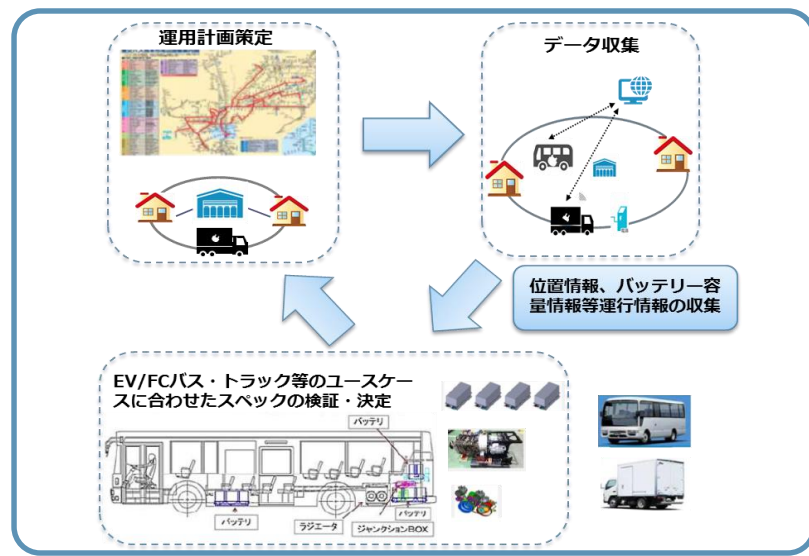 運用計画策定
データ収集
位置情報、バッテリー容
量情報等運行情報の収集
EV/FCバス・トラック等のユースケー
スに合わせたスペックの検証・決定
バッテリ
バッテリ
ラジエータ
ジャンクションBOX
バッテリ